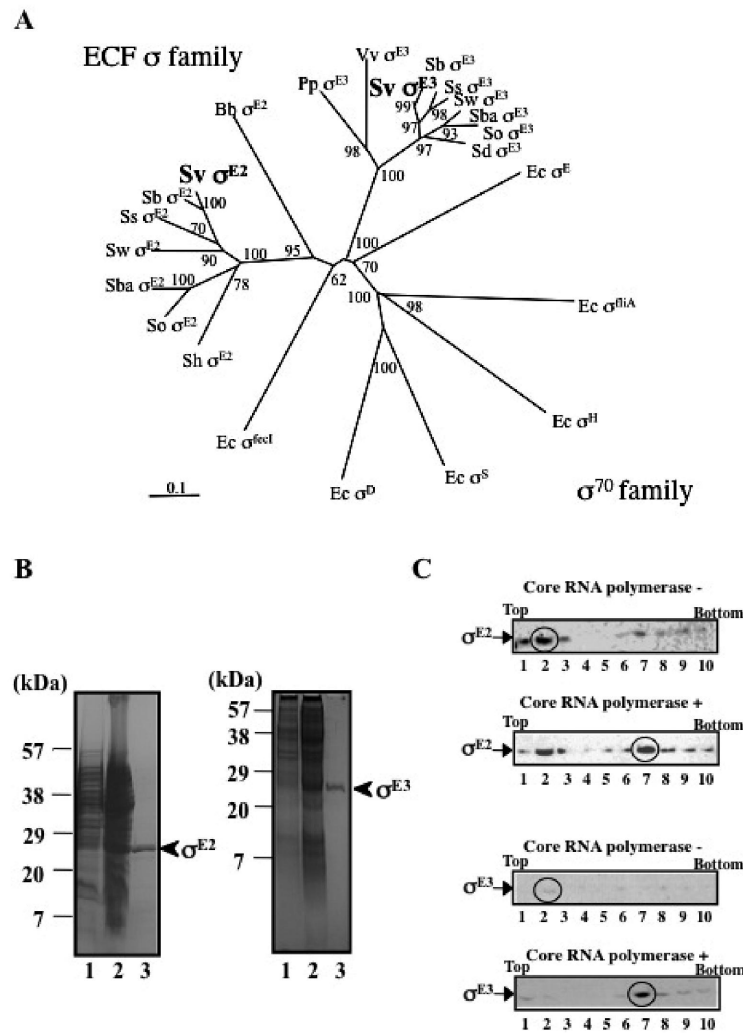 A
ECF σ family
Vv σE3
Sb σE3
Pp σE3
Sv σE3
Ss σE3
Sw σE3
Sba σE3
So σE3
Sd σE3
99
98
97
93
97
98
100
Bb σE2
Sv σE2
Sb σE2
100
Ss σE2
70
Sw σE2
90
100
95
Sba σE2
100
78
So σE2
Sh σE2
Ec σE
100
70
62
100
98
Ec σfliA
Ec σH
100
Ec σfecI
Ec σD
Ec σS
0.1
σ70 family
B
(kDa)
57
38
29
20
7
σE2
1 2 3
(kDa)
57
38
29
20
7
σE3
1 2 3
C
Core RNA polymerase -
Top Bottom
σE2
1 2 3 4 5 6 7 8 9 10
Core RNA polymerase +
σE2
1 2 3 4 5 6 7 8 9 10
Core RNA polymerase -
Top Bottom
σE3
1 2 3 4 5 6 7 8 9 10
Core RNA polymerase +
Top Bottom
σE3
1 2 3 4 5 6 7 8 9 10